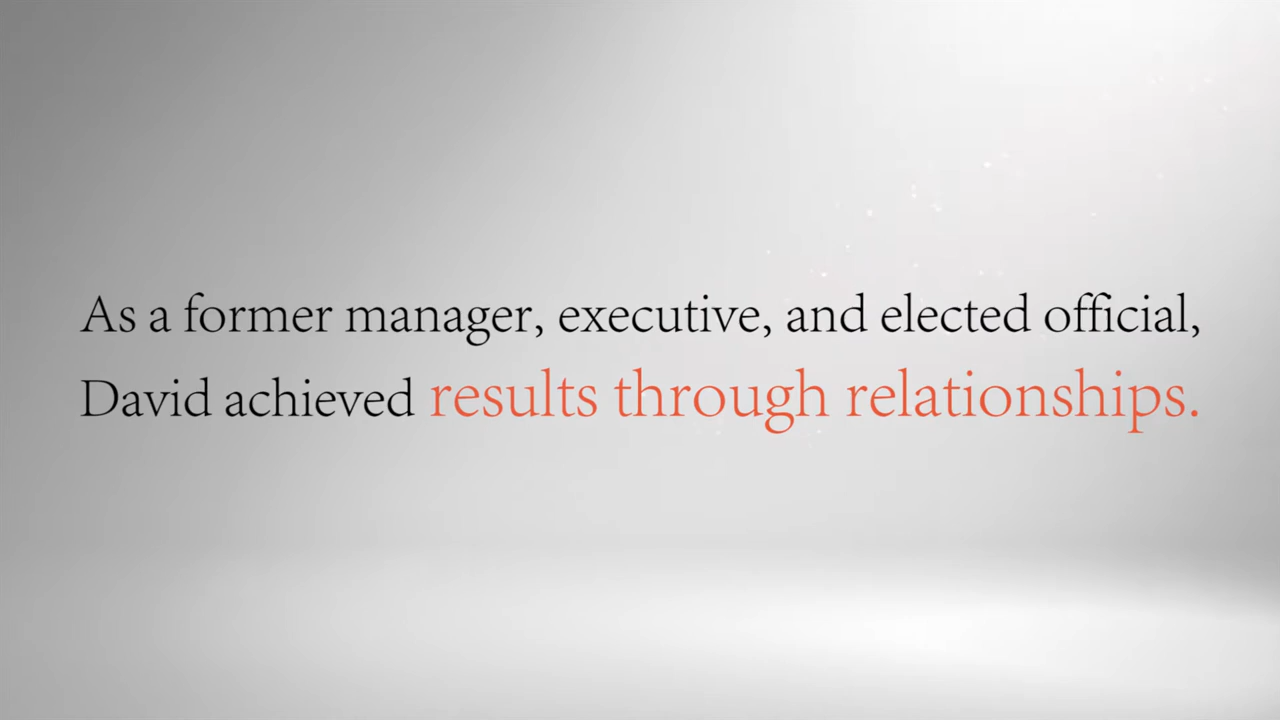 As a former manager, executive, and elected official,
David achieved results through relationships.